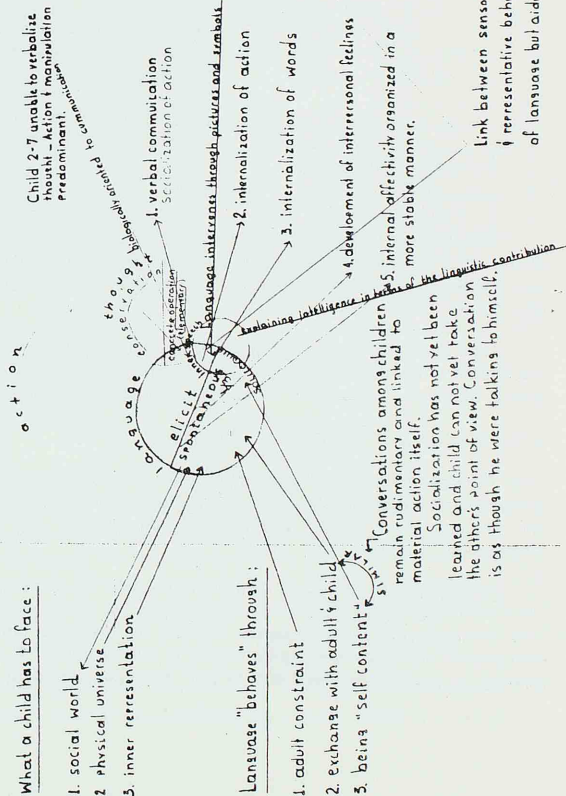 What a child has to face :
1. social world
2 physical universe
3. inner representation
Language "behaves" through :
1. adult constraint
2. exchange with adult & child
3. being "self content"
SIMILAR
Conversations among children
remain rudimentary and linked to
material action itself.
Socialization has not yet been
learned and child can not yet take
the other's point of view. Conversation
is as though he were talking to himself.
action
language
elicit
spontaneous
thought
concrete operation
Child 2-7 unable to verbalize
thought _ Action & manipulation
predominant.
biologically oriented to communication
1. verbal commuication
socialization of action
language intervenes through pictures and symbols
2. internalization of action
3. internalization of words
4. development of interpersonal feelings
5. internal affectivity organized in a
more stable manner.
explaining intelligence in terms of the linguistic contribution
Link between senso
& representative behi
of language but aide